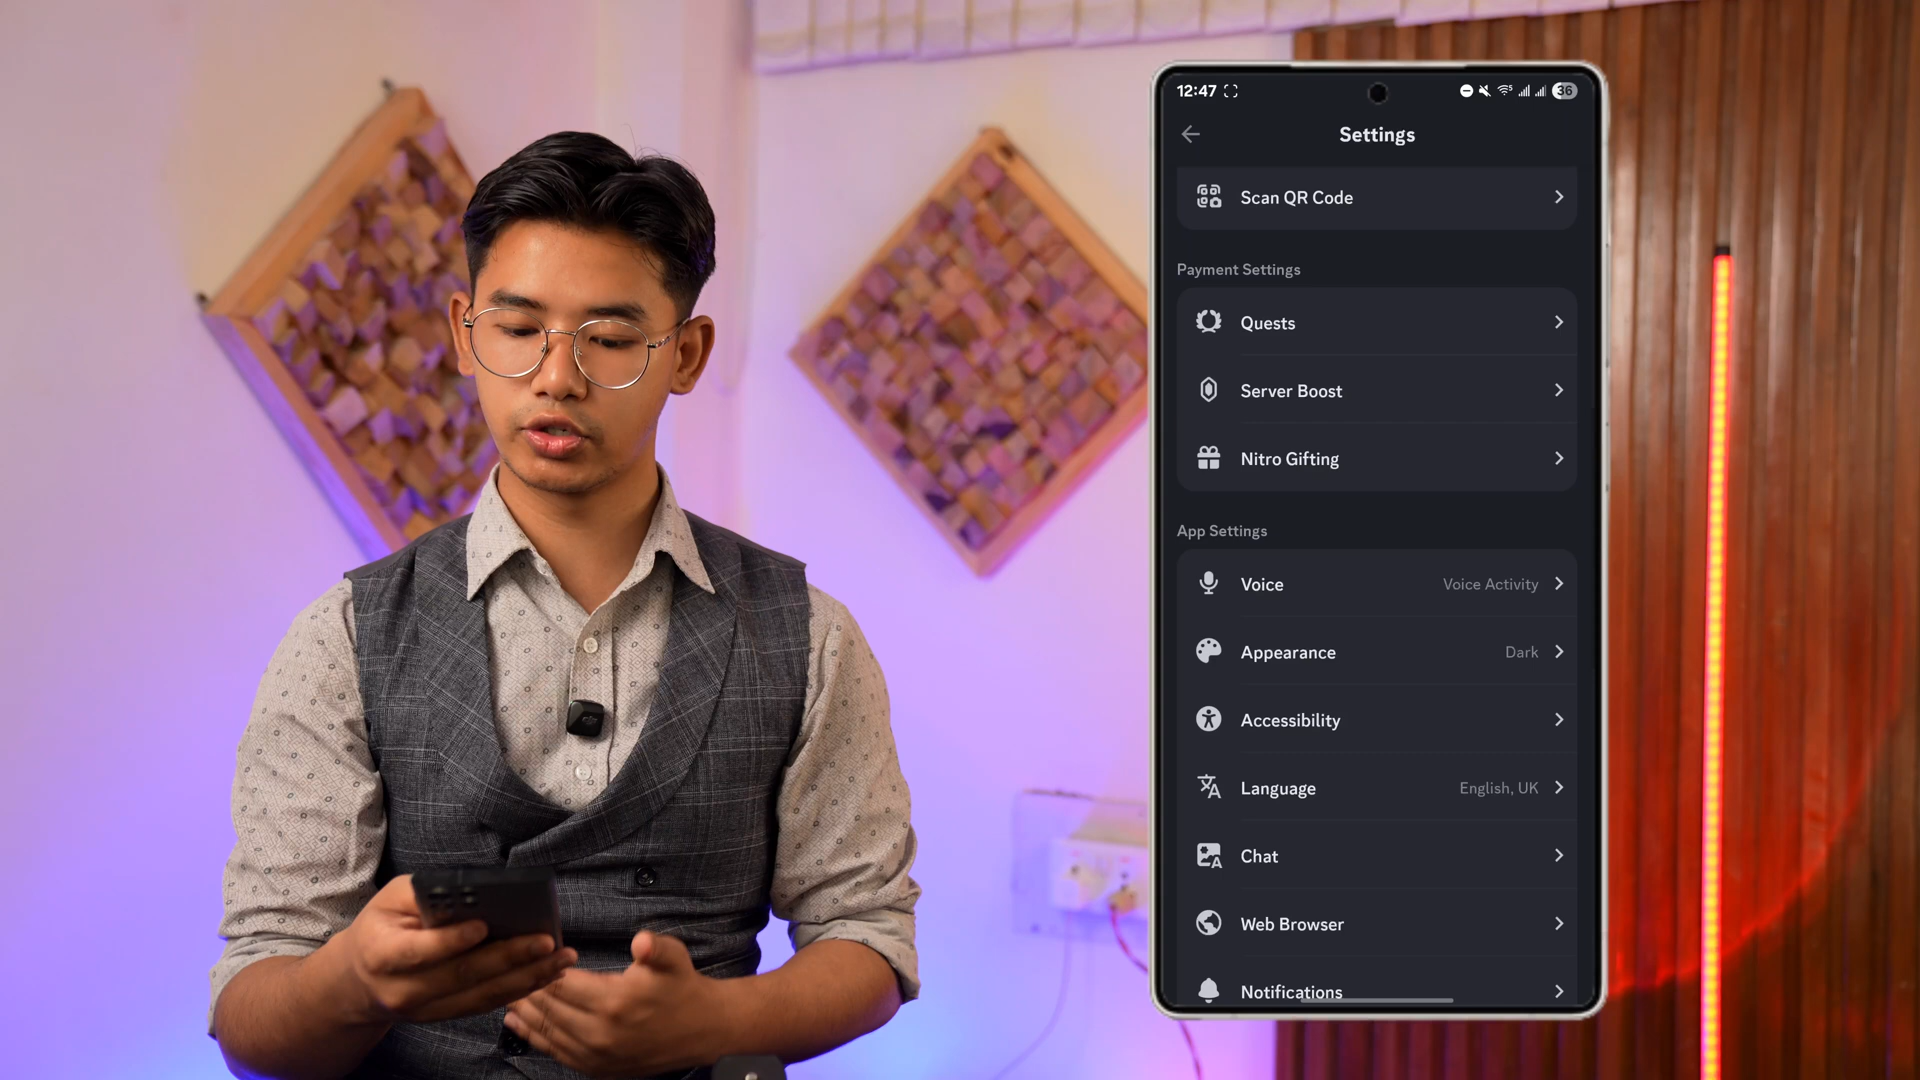 12:47
36
Settings
Scan QR Code
Payment Settings
Quests
Server Boost
Nitro Gifting
App Settings
Voice Voice Activity
Appearance Dark
Accessibility
Language English, UK
Chat
Web Browser
Notifications